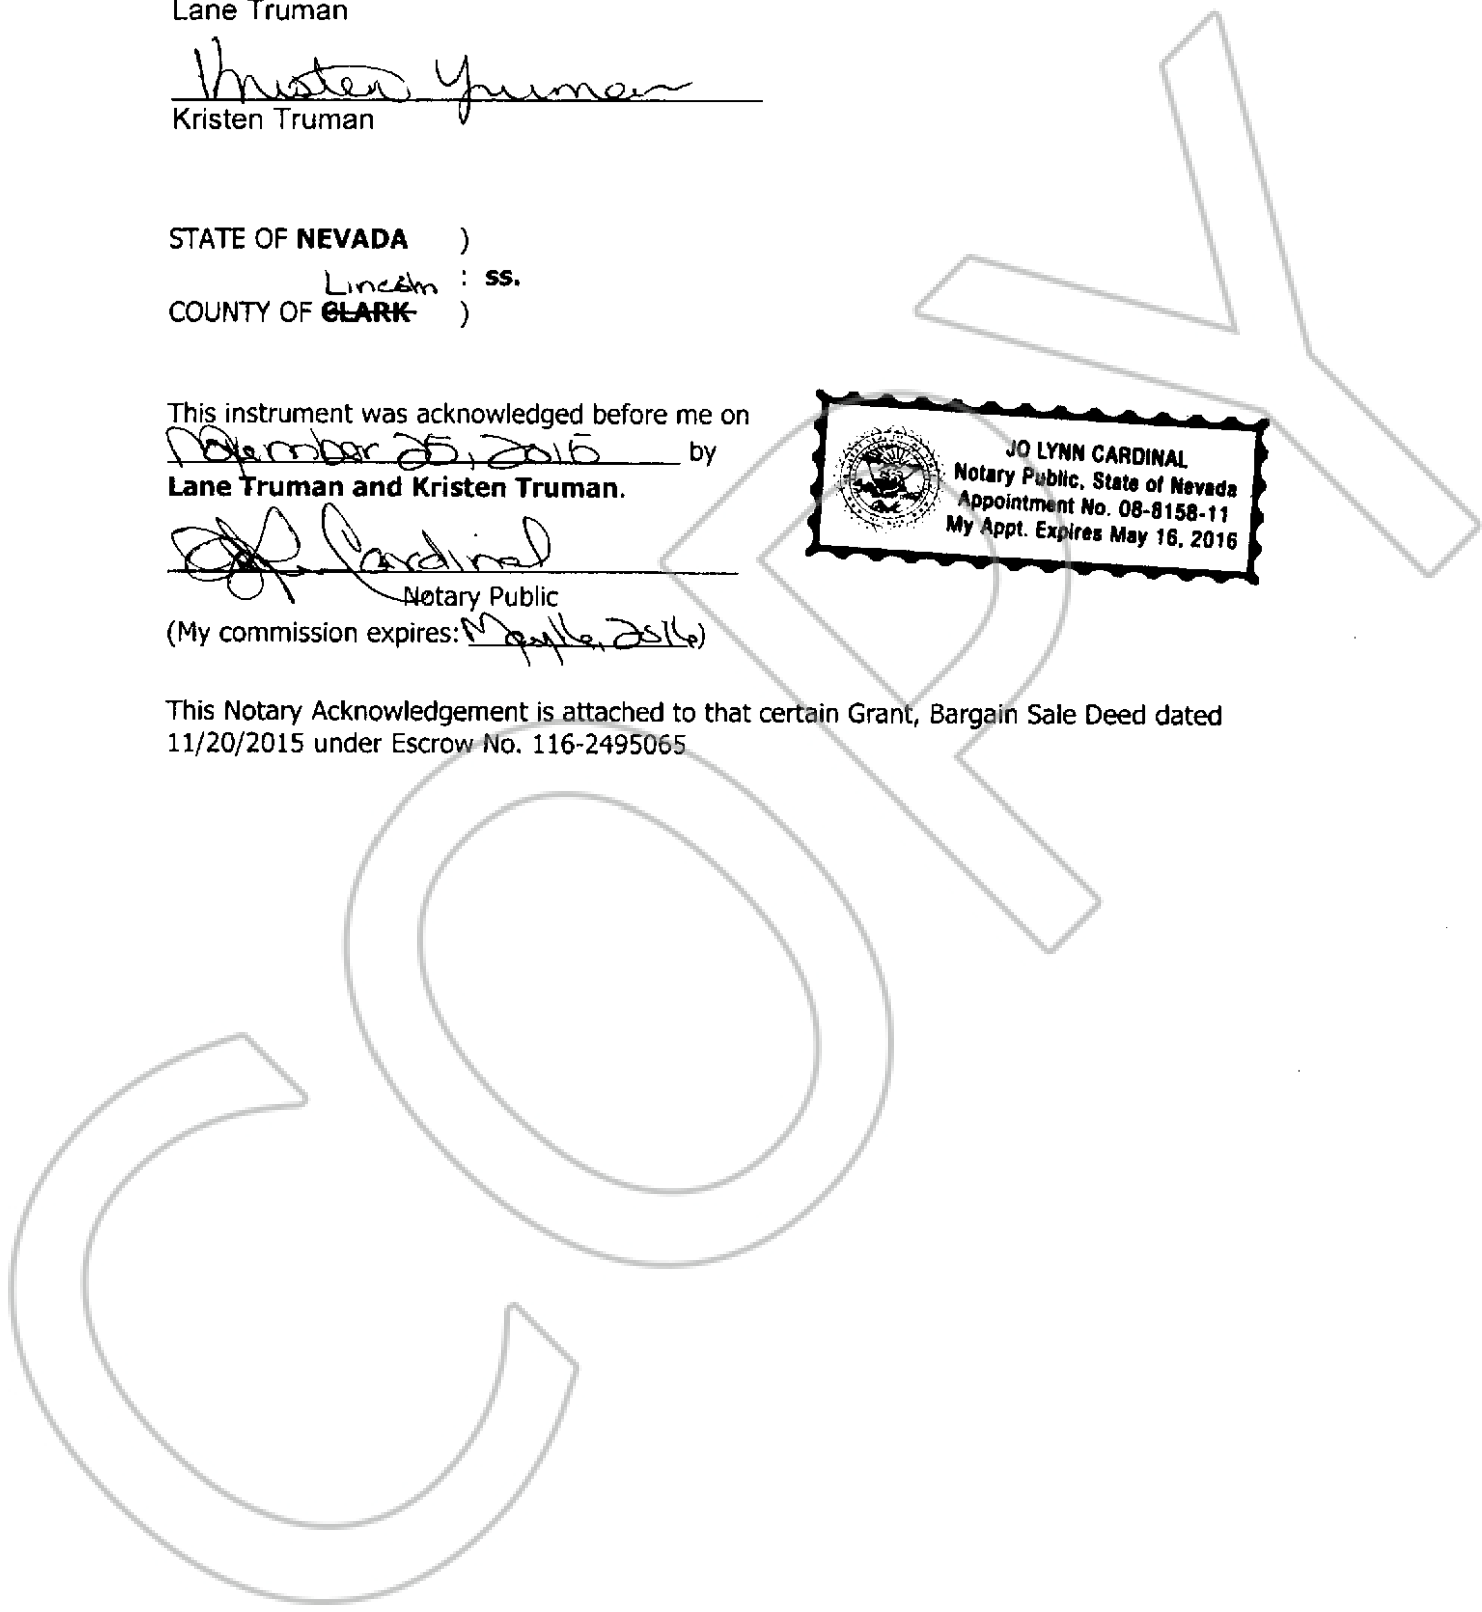 Lane Truman
Kristen Truman
Kristen Truman
STATE OF NEVADA )
Lincoln : ss.
COUNTY OF CLARK )
This instrument was acknowledged before me on
November 25, 2015 by
Lane Truman and Kristen Truman.
Cardinal
Notary Public
(My commission expires: May 16, 2016)
JO LYNN CARDINAL
Notary Public, State of Nevada
Appointment No. 08-8158-11
My Appt. Expires May 16, 2016
This Notary Acknowledgement is attached to that certain Grant, Bargain Sale Deed dated
11/20/2015 under Escrow No. 116-2495065
COPY